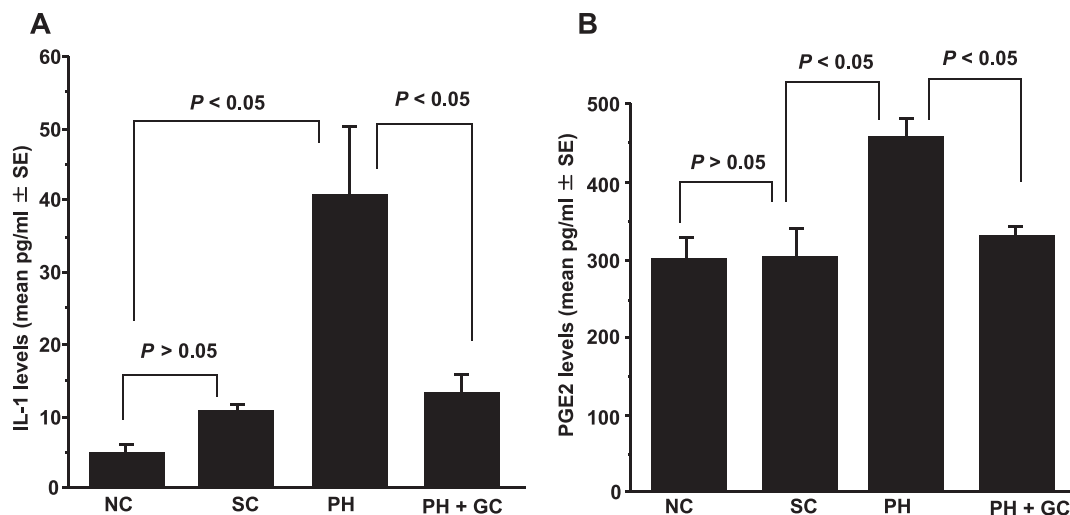 A
IL-1 levels (mean pg/ml ± SE)
60
50
40
30
20
10
0
P < 0.05
P < 0.05
P > 0.05
NC SC PH PH + GC
B
PGE2 levels (mean pg/ml ± SE)
500
400
300
200
100
0
P < 0.05
P < 0.05
P > 0.05
NC SC PH PH + GC